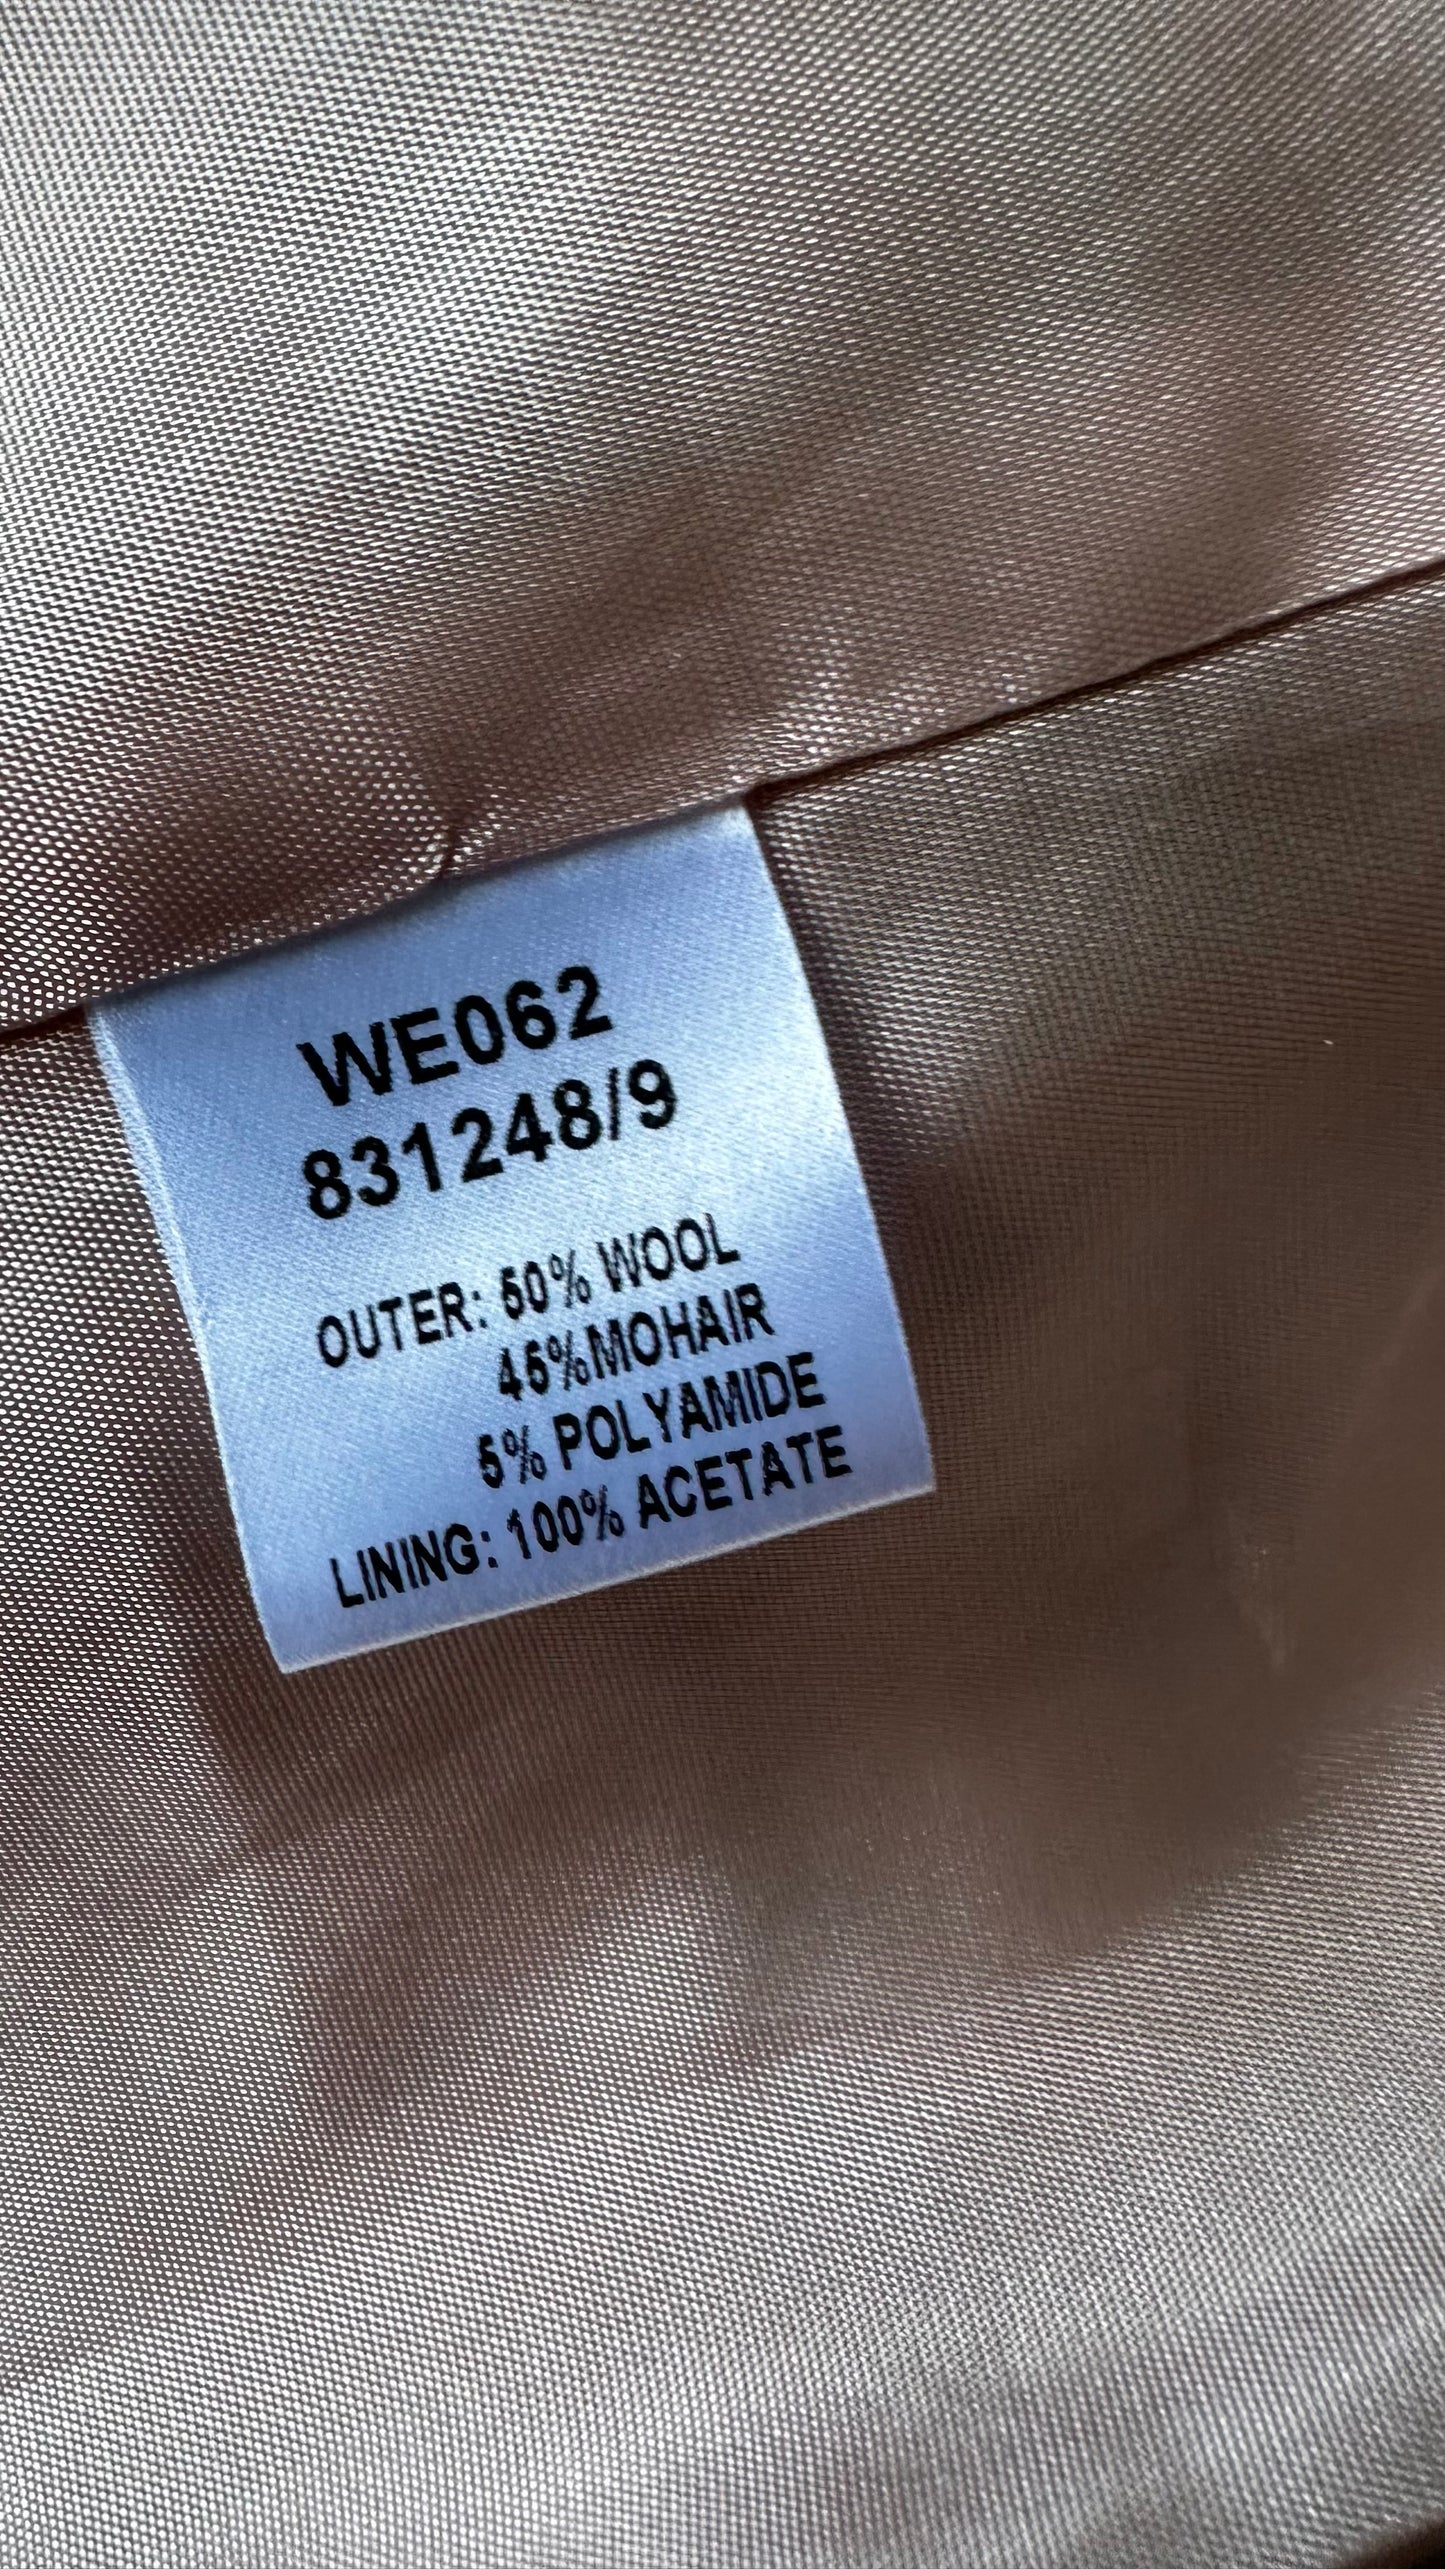 WE062
831248/9
OUTER: 50% WOOL
45%MOHAIR
5% POLYAMIDE
LINING: 100% ACETATE